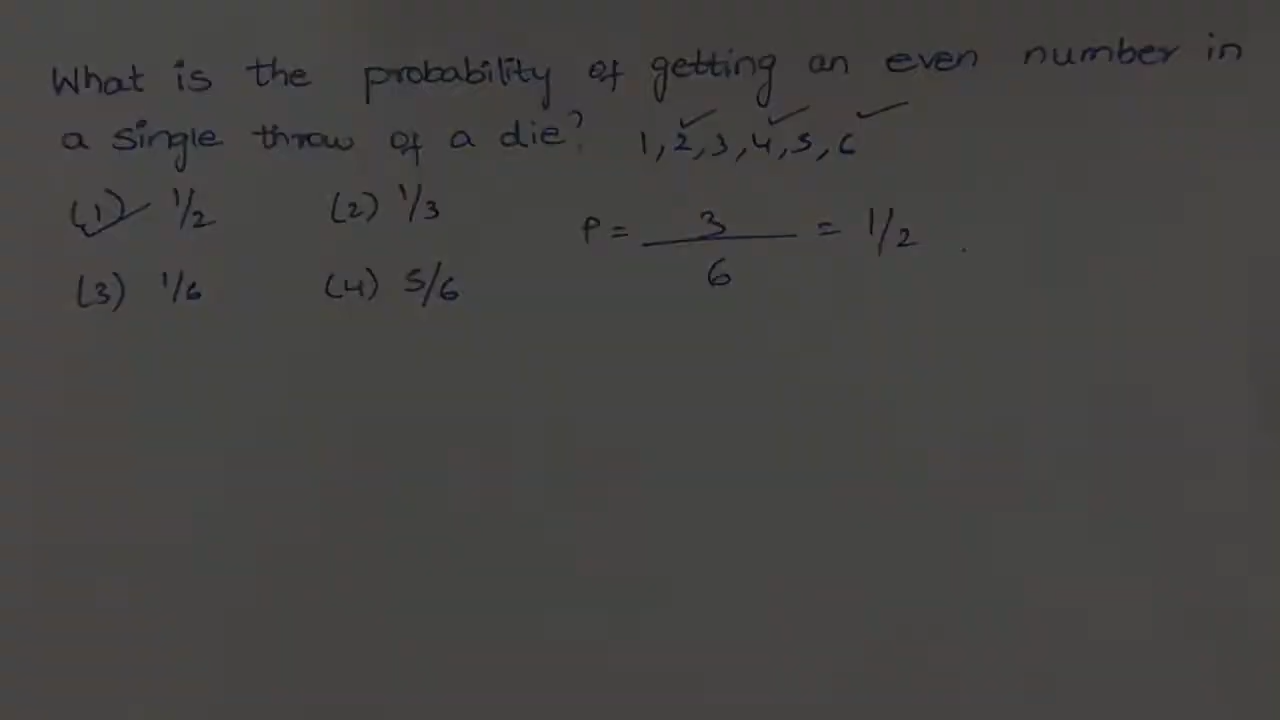 What is the probability of getting an even number in
a single throw of a die? 1, 2, 3, 4, 5, 6
(1) 1/2 (2) 1/3 P = 3/6 = 1/2
(3) 1/6 (4) 5/6